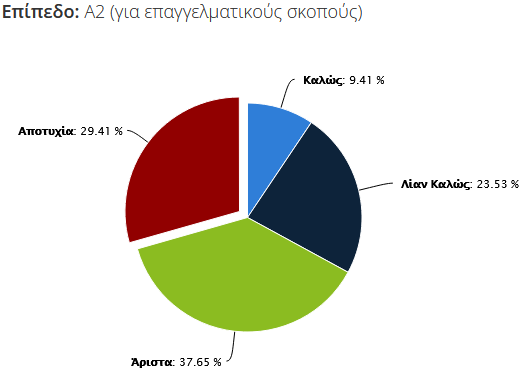 Επίπεδο: A2 (για επαγγελματικούς σκοπούς)
Καλώς: 9.41 %
Αποτυχία: 29.41 %
Λίαν Καλώς: 23.53 %
Άριστα: 37.65 %